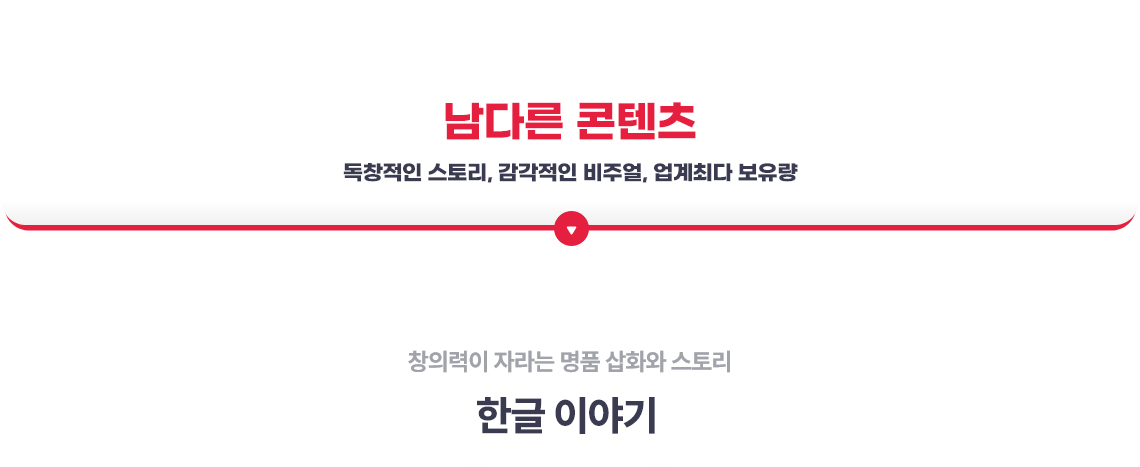 남다른 콘텐츠
독창적인 스토리, 감각적인 비주얼, 업계최다 보유량
창의력이 자라는 명품 삽화와 스토리
한글 이야기